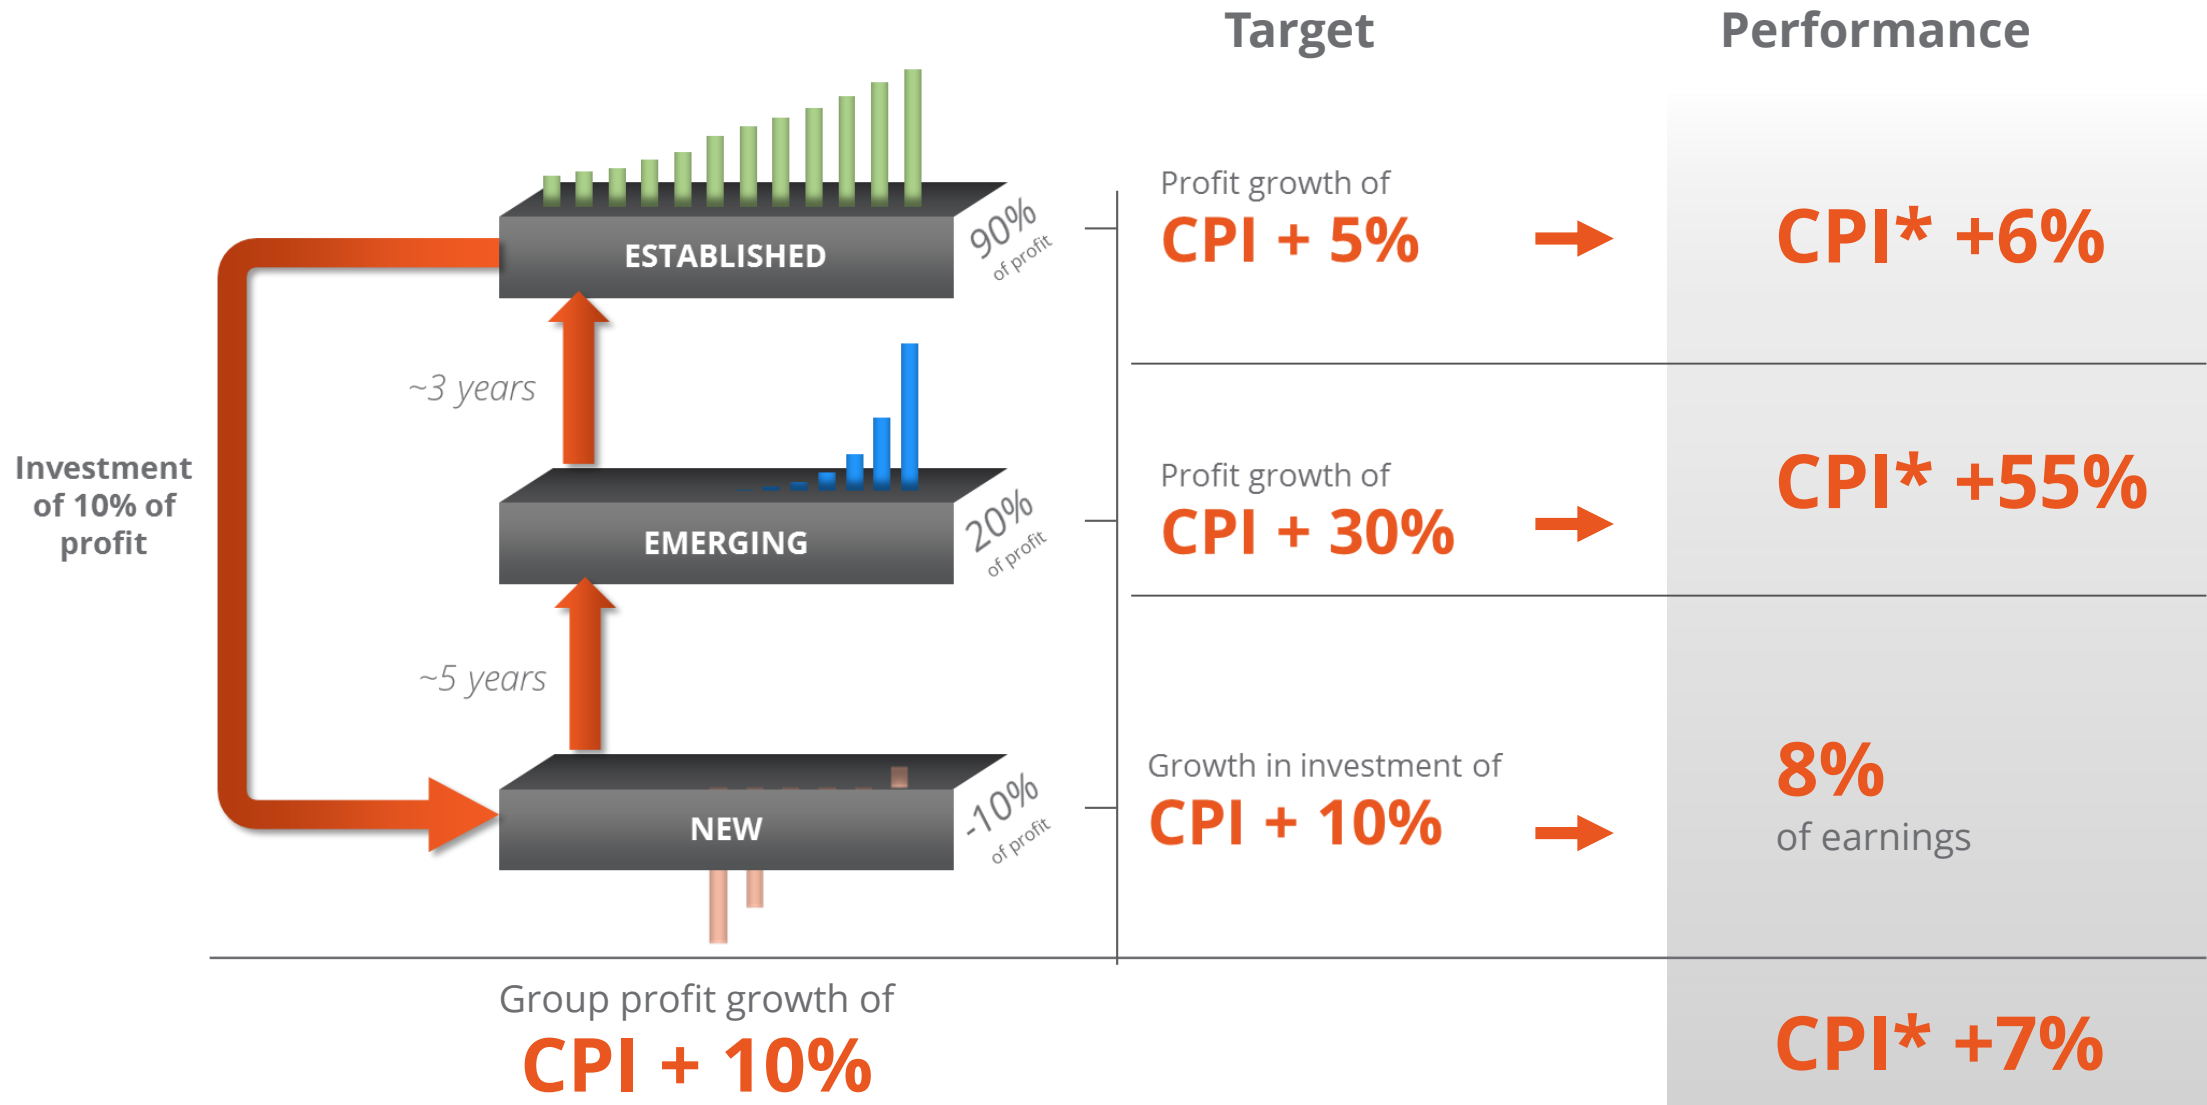 Target
Performance
ESTABLISHED
90%
of profit
Profit growth of
CPI + 5%
CPI* +6%
~3 years
Investment
of 10% of
profit
EMERGING
20%
of profit
Profit growth of
CPI + 30%
CPI* +55%
~5 years
NEW
-10%
of profit
Growth in investment of
CPI + 10%
8%
of earnings
Group profit growth of
CPI + 10%
CPI* +7%